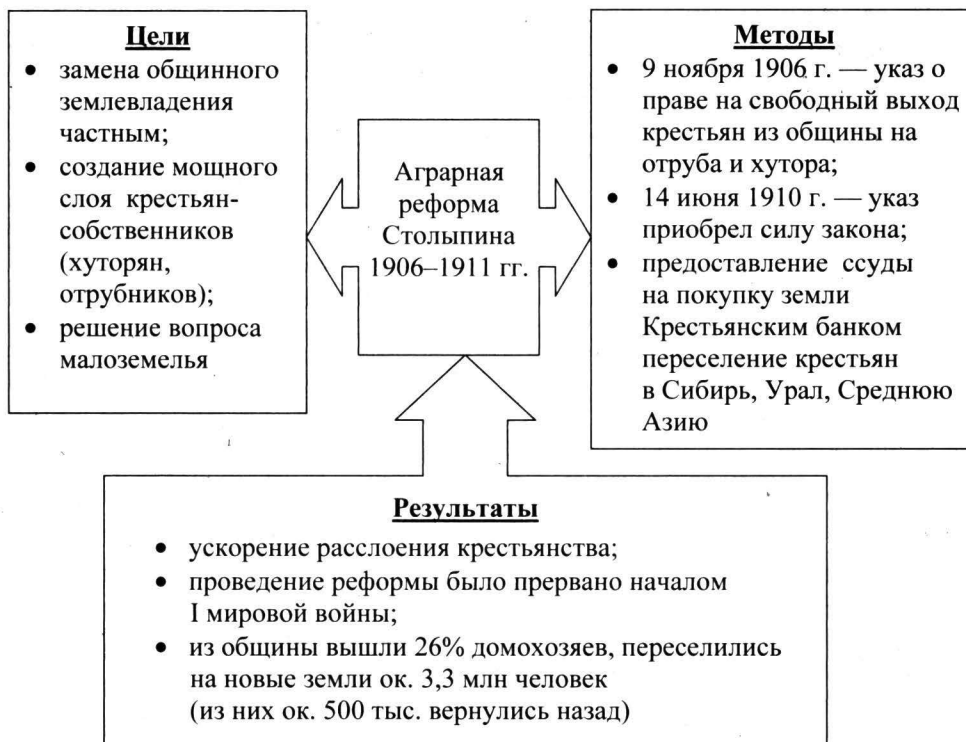 Цели
• замена общинного
землевладения
частным;
• создание мощного
слоя крестьян-
собственников
(хуторян,
отрубников);
• решение вопроса
малоземелья
Аграрная
реформа
Столыпина
1906–1911 гг.
Методы
• 9 ноября 1906 г. — указ о
праве на свободный выход
крестьян из общины на
отруба и хутора;
• 14 июня 1910 г. — указ
приобрел силу закона;
• предоставление ссуды
на покупку земли
Крестьянским банком
переселение крестьян
в Сибирь, Урал, Среднюю
Азию
Результаты
• ускорение расслоения крестьянства;
• проведение реформы было прервано началом
I мировой войны;
• из общины вышли 26% домохозяев, переселились
на новые земли ок. 3,3 млн человек
(из них ок. 500 тыс. вернулись назад)